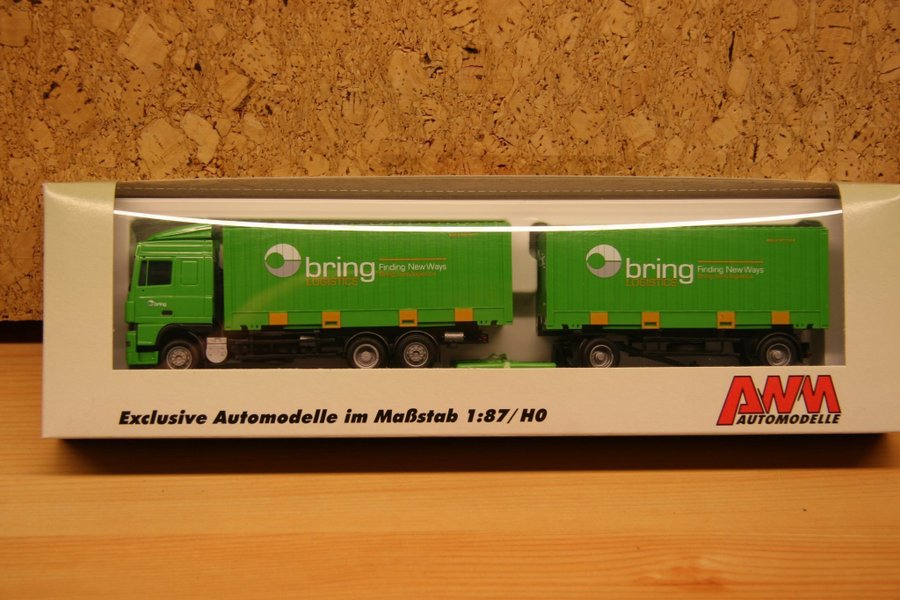 bring
LOGISTICS
Finding New Ways
bring
LOGISTICS
Finding New Ways
bring
Exclusive Automodelle im Maßstab 1:87/H0
AWM
AUTOMODELLE